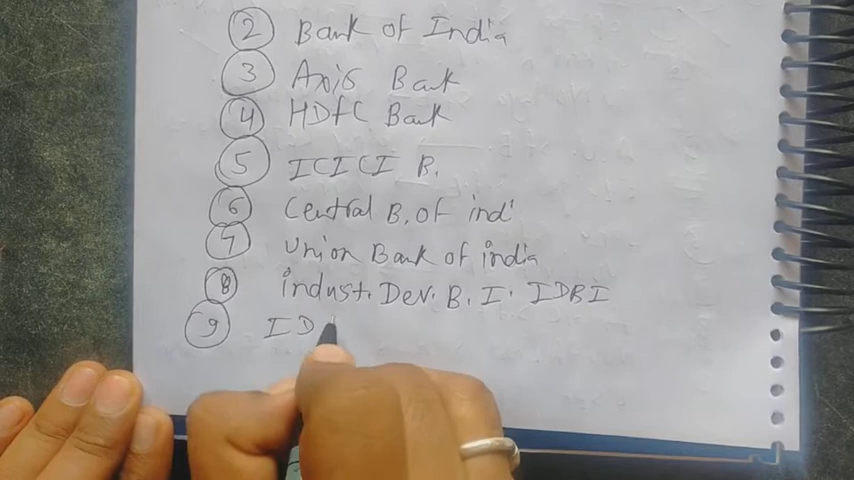 2 Bank of India
3 Axis Bank
4 HDFC Bank
5 ICICI B.
6 Central B. of indi
7 Union Bank of india
8 indust. Dev. B. I. IDBI
9 ID